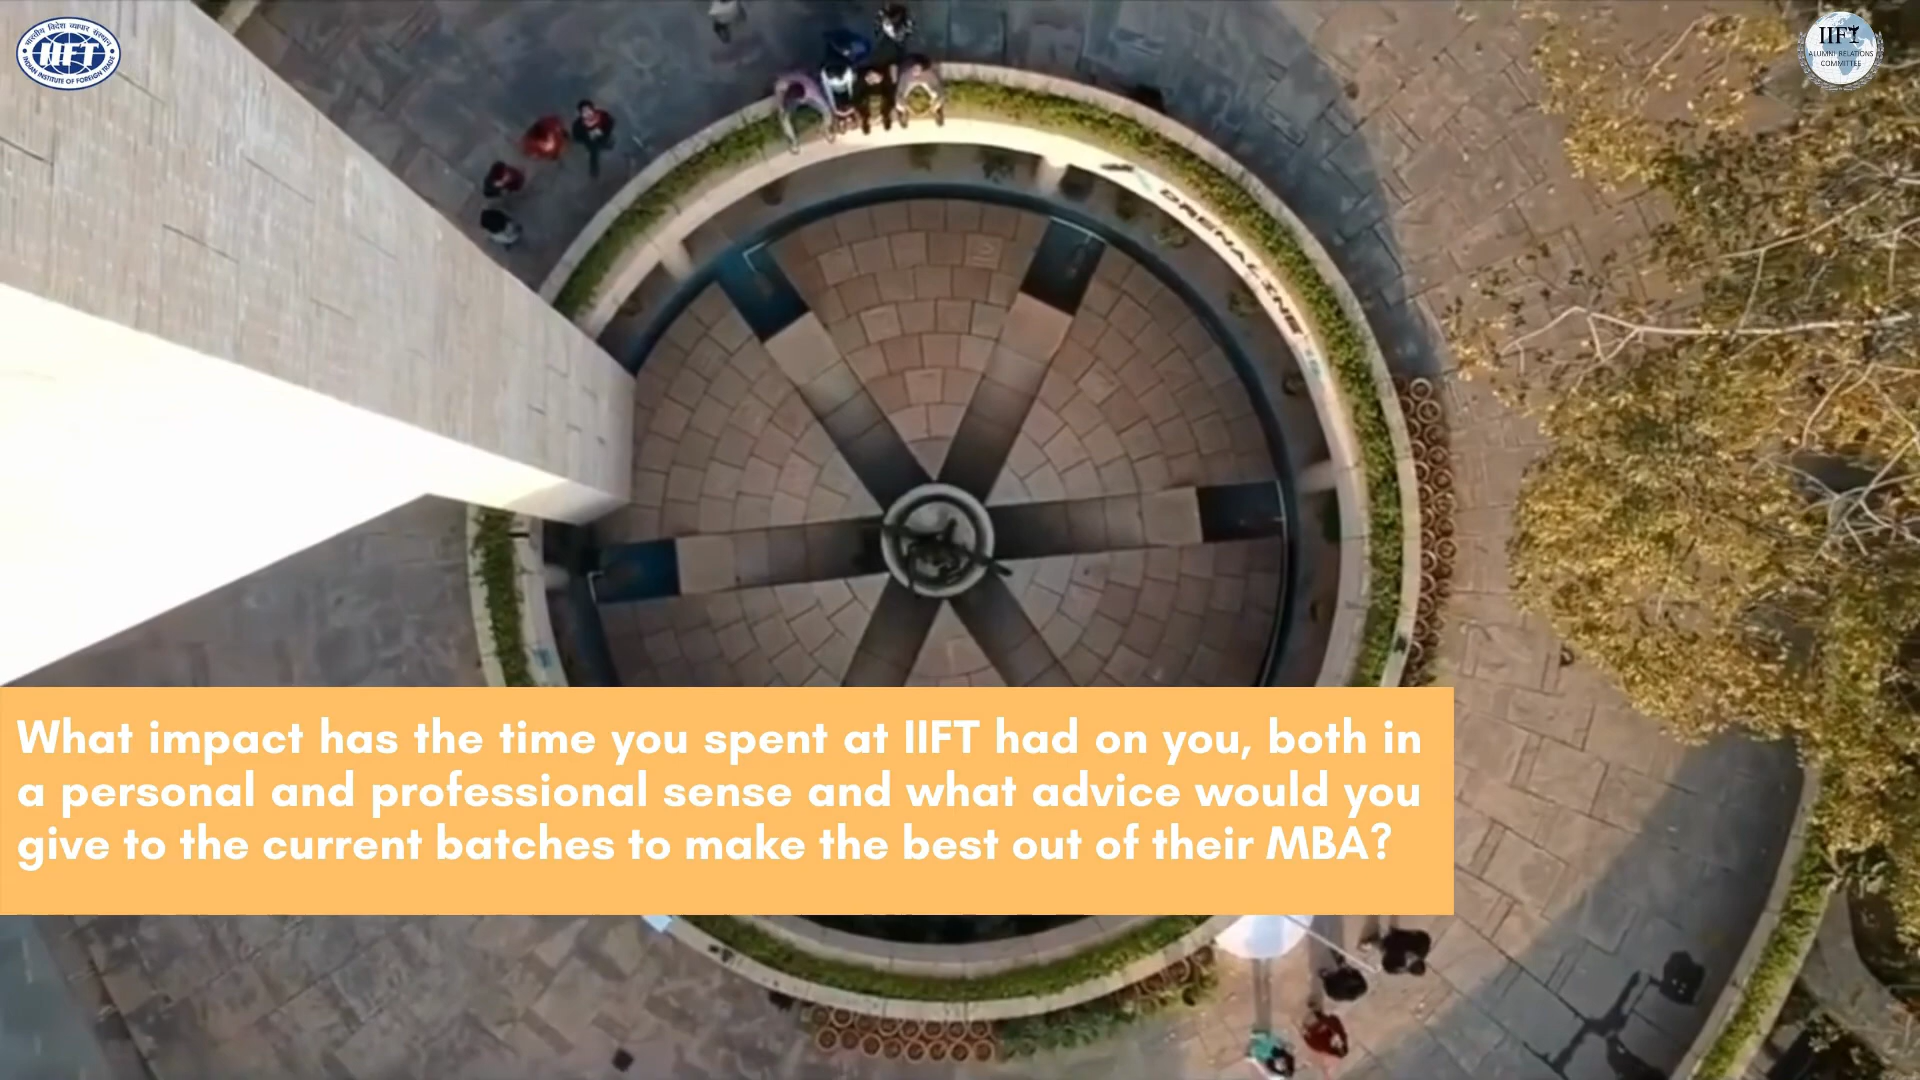 भारतीय विदेश व्यापार संस्थान
IIFT
INDIAN INSTITUTE OF FOREIGN TRADE
IIFT
ALUMNI RELATIONS
COMMITTEE
ADRENALINE
What impact has the time you spent at IIFT had on you, both in
a personal and professional sense and what advice would you
give to the current batches to make the best out of their MBA?